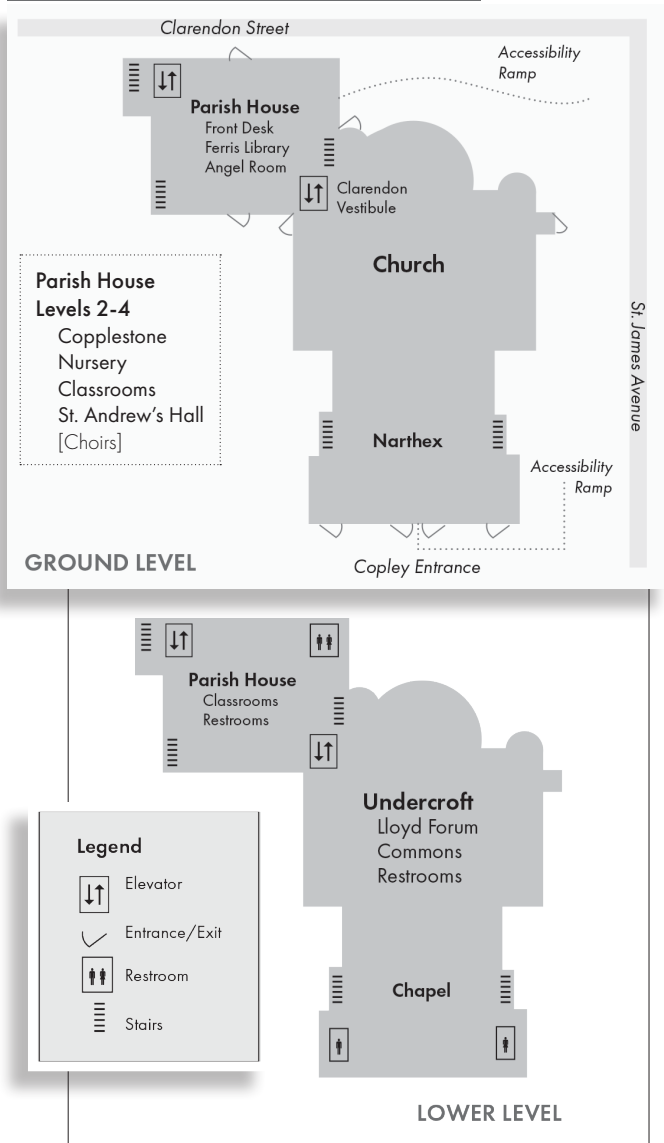 Clarendon Street
Accessibility
Ramp
Parish House
Front Desk
Ferris Library
Angel Room
Clarendon
Vestibule
Church
Parish House
Levels 2-4
Copplestone
Nursery
Classrooms
St. Andrew's Hall
[Choirs]
St. James Avenue
Narthex
Accessibility
Ramp
GROUND LEVEL
Copley Entrance
Parish House
Classrooms
Restrooms
Undercroft
Lloyd Forum
Commons
Restrooms
Legend
Elevator
Entrance/Exit
Restroom
Stairs
Chapel
LOWER LEVEL